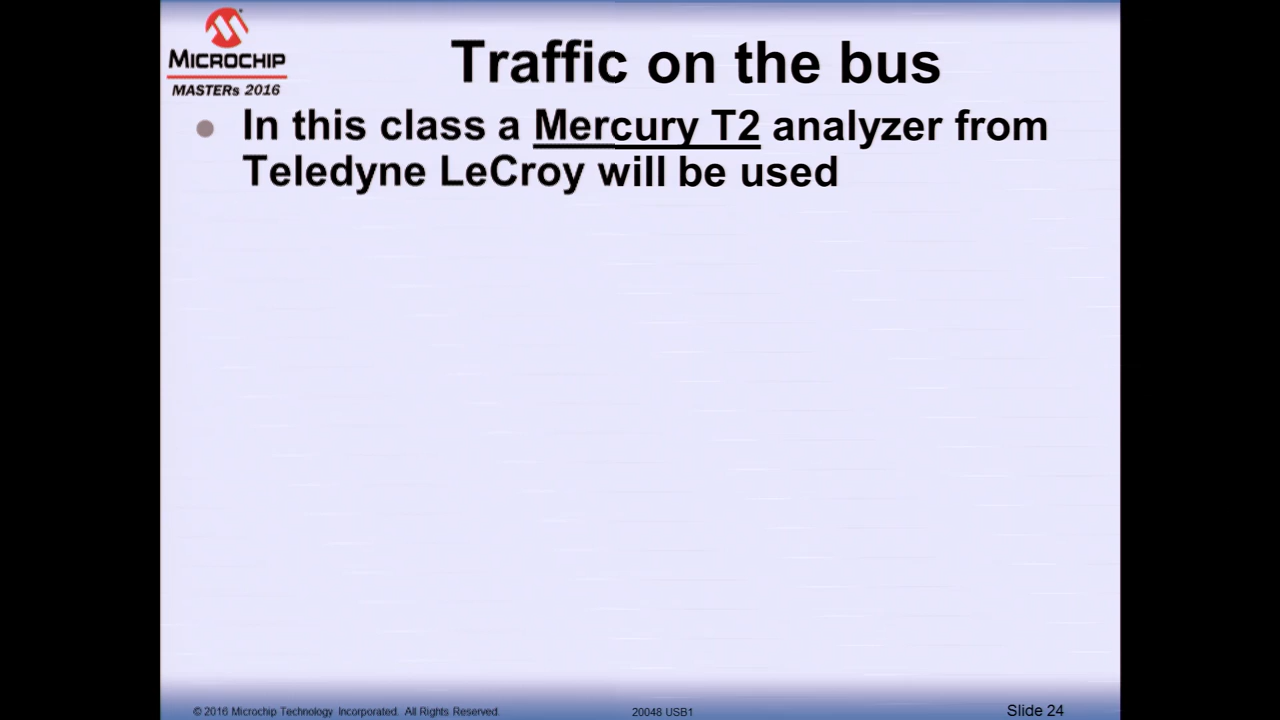 MICROCHIP
MASTERs 2016
Traffic on the bus
In this class a Mercury T2 analyzer from
Teledyne LeCroy will be used
© 2016 Microchip Technology Incorporated. All Rights Reserved.
20048 USB1
Slide 24